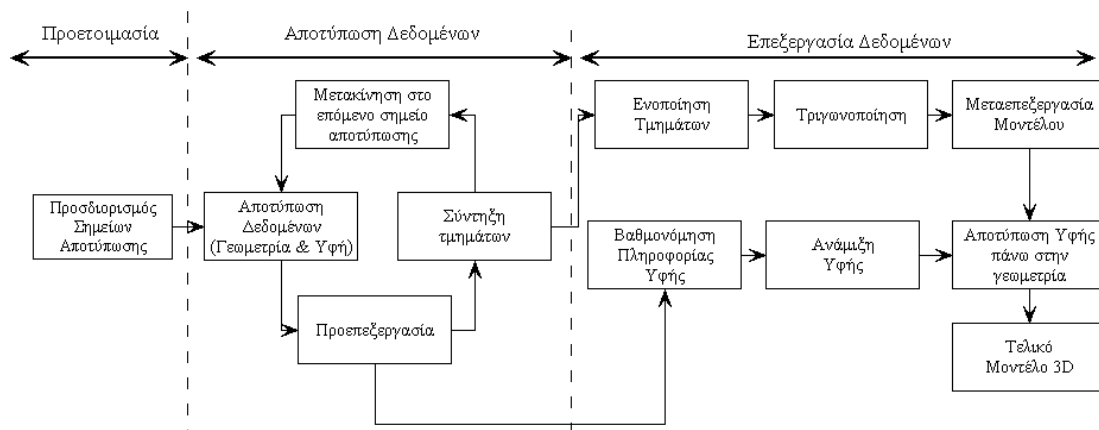 Προετοιμασία
Αποτύπωση Δεδομένων
Επεξεργασία Δεδομένων
Μετακίνηση στο
επόμενο σημείο
αποτύπωσης
Ενοποίηση
Τμημάτων
Τριγωνοποίηση
Μεταεπεξεργασία
Μοντέλου
Προσδιορισμός
Σημείων
Αποτύπωσης
Αποτύπωση
Δεδομένων
(Γεωμετρία & Υφή)
Σύντηξη
τμημάτων
Βαθμονόμηση
Πληροφορίας
Υφής
Ανάμιξη
Υφής
Αποτύπωση Υφής
πάνω στην
γεωμετρία
Προεπεξεργασία
Τελικό
Μοντέλο 3D